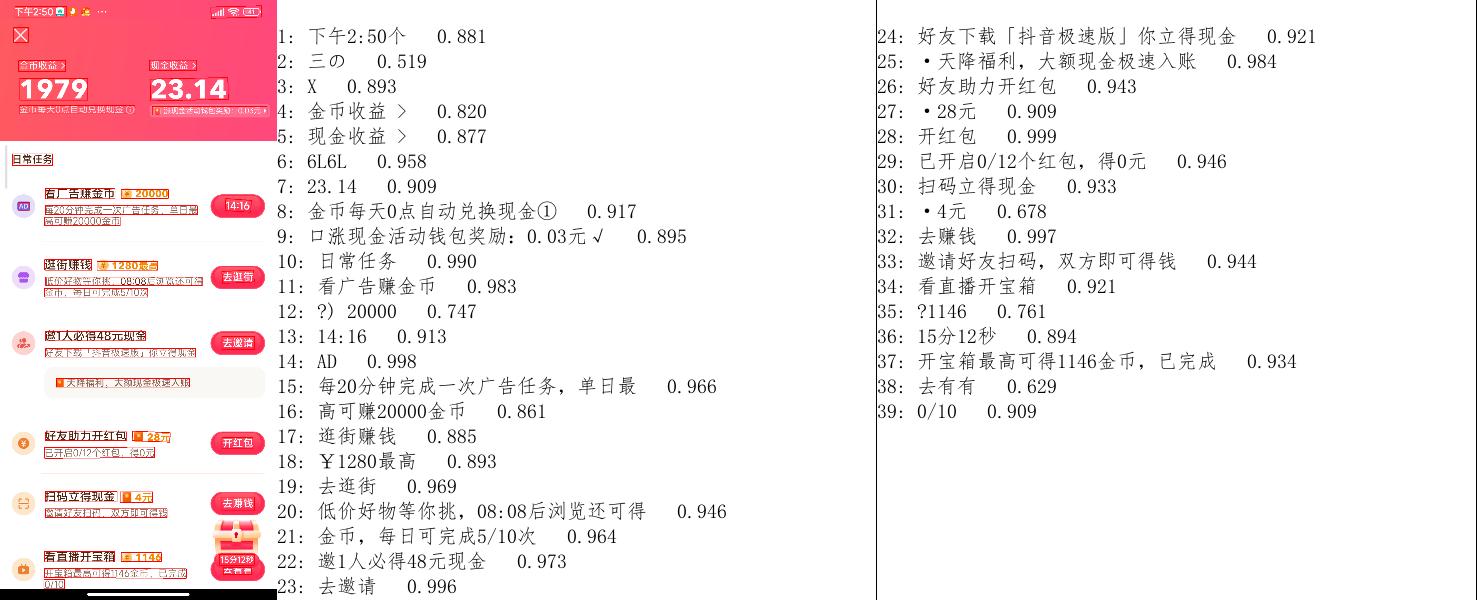 下午2:50
金币收益 >
现金收益 >
1979
23.14
金币每天0点自动兑换现金
现金活动钱包奖励: 0.03元
日常任务
看广告赚金币 20000
每20分钟完成一次广告任务，单日最
高可赚20000金币
AD
14:16
逛街赚钱 ¥ 1280最高
低价好物等你挑，08:08后浏览还可得
金币，每日可完成5/10次
去逛街
邀1人必得48元现金
好友下载「抖音极速版」你立得现金
去邀请
天降福利，大额现金极速入账
好友助力开红包 28元
已开启0/12个红包，得0元
开红包
扫码立得现金 4元
邀请好友扫码，双方即可得钱
去赚钱
看直播开宝箱 1146
开宝箱最高可得1146金币，已完成
0/10
15分12秒
1: 下午2:50个 0.881
2: 三の 0.519
3: X 0.893
4: 金币收益 > 0.820
5: 现金收益 > 0.877
6: 6L6L 0.958
7: 23.14 0.909
8: 金币每天0点自动兑换现金① 0.917
9: 口涨现金活动钱包奖励: 0.03元√ 0.895
10: 日常任务 0.990
11: 看广告赚金币 0.983
12: ?) 20000 0.747
13: 14:16 0.913
14: AD 0.998
15: 每20分钟完成一次广告任务，单日最 0.966
16: 高可赚20000金币 0.861
17: 逛街赚钱 0.885
18: ￥1280最高 0.893
19: 去逛街 0.969
20: 低价好物等你挑，08:08后浏览还可得 0.946
21: 金币，每日可完成5/10次 0.964
22: 邀1人必得48元现金 0.973
23: 去邀请 0.996
24: 好友下载「抖音极速版」你立得现金 0.921
25: ·天降福利，大额现金极速入账 0.984
26: 好友助力开红包 0.943
27: ·28元 0.909
28: 开红包 0.999
29: 已开启0/12个红包，得0元 0.946
30: 扫码立得现金 0.933
31: ·4元 0.678
32: 去赚钱 0.997
33: 邀请好友扫码，双方即可得钱 0.944
34: 看直播开宝箱 0.921
35: ?1146 0.761
36: 15分12秒 0.894
37: 开宝箱最高可得1146金币，已完成 0.934
38: 去有有 0.629
39: 0/10 0.909